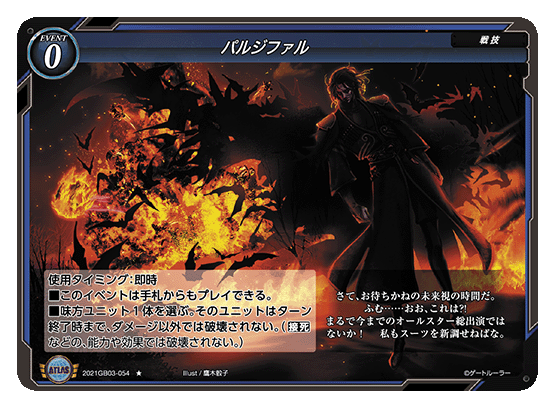 EVENT
0
パルジファル
戦技
使用タイミング:即時
■このイベントは手札からもプレイできる。
■味方ユニット1体を選ぶ。そのユニットはターン
終了時まで、ダメージ以外では破壊されない。(接死
などの、能力や効果では破壊されない。)
さて、お待ちかねの未来視の時間だ。
ふむ……おお、これは?!
まるで今までのオールスター総出演では
ないか! 私もスーツを新調せねばな。
ATLAS
2021GB03-054 ★
Illust / 鷹木骰子
©ゲートルーラー